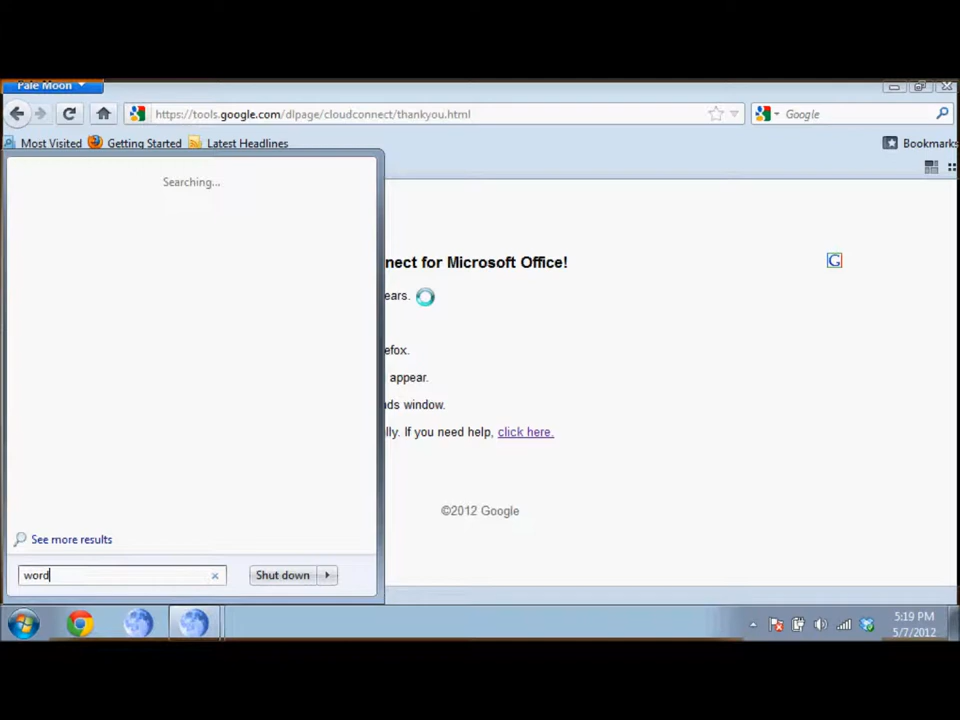 Pale Moon
https://tools.google.com/dlpage/cloudconnect/thankyou.html
Google
Most Visited
Getting Started
Latest Headlines
Bookmarks
Searching...
nect for Microsoft Office!
ears.
G
efox.
appear.
ds window.
lly. If you need help, click here.
©2012 Google
See more results
word
Shut down
5:19 PM
5/7/2012